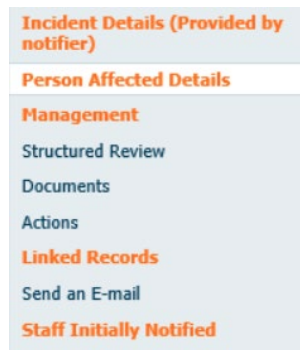 Incident Details (Provided by
notifier)
Person Affected Details
Management
Structured Review
Documents
Actions
Linked Records
Send an E-mail
Staff Initially Notified